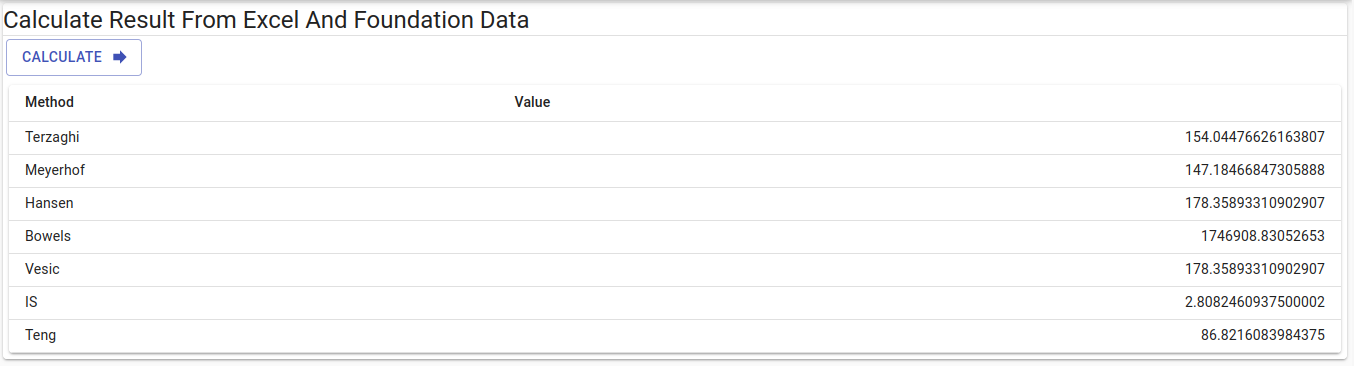 Calculate Result From Excel And Foundation Data
CALCULATE
Method Value
Terzaghi 154.04476626163807
Meyerhof 147.18466847305888
Hansen 178.35893310902907
Bowels 1746908.83052653
Vesic 178.35893310902907
IS 2.8082460937500002
Teng 86.8216083984375